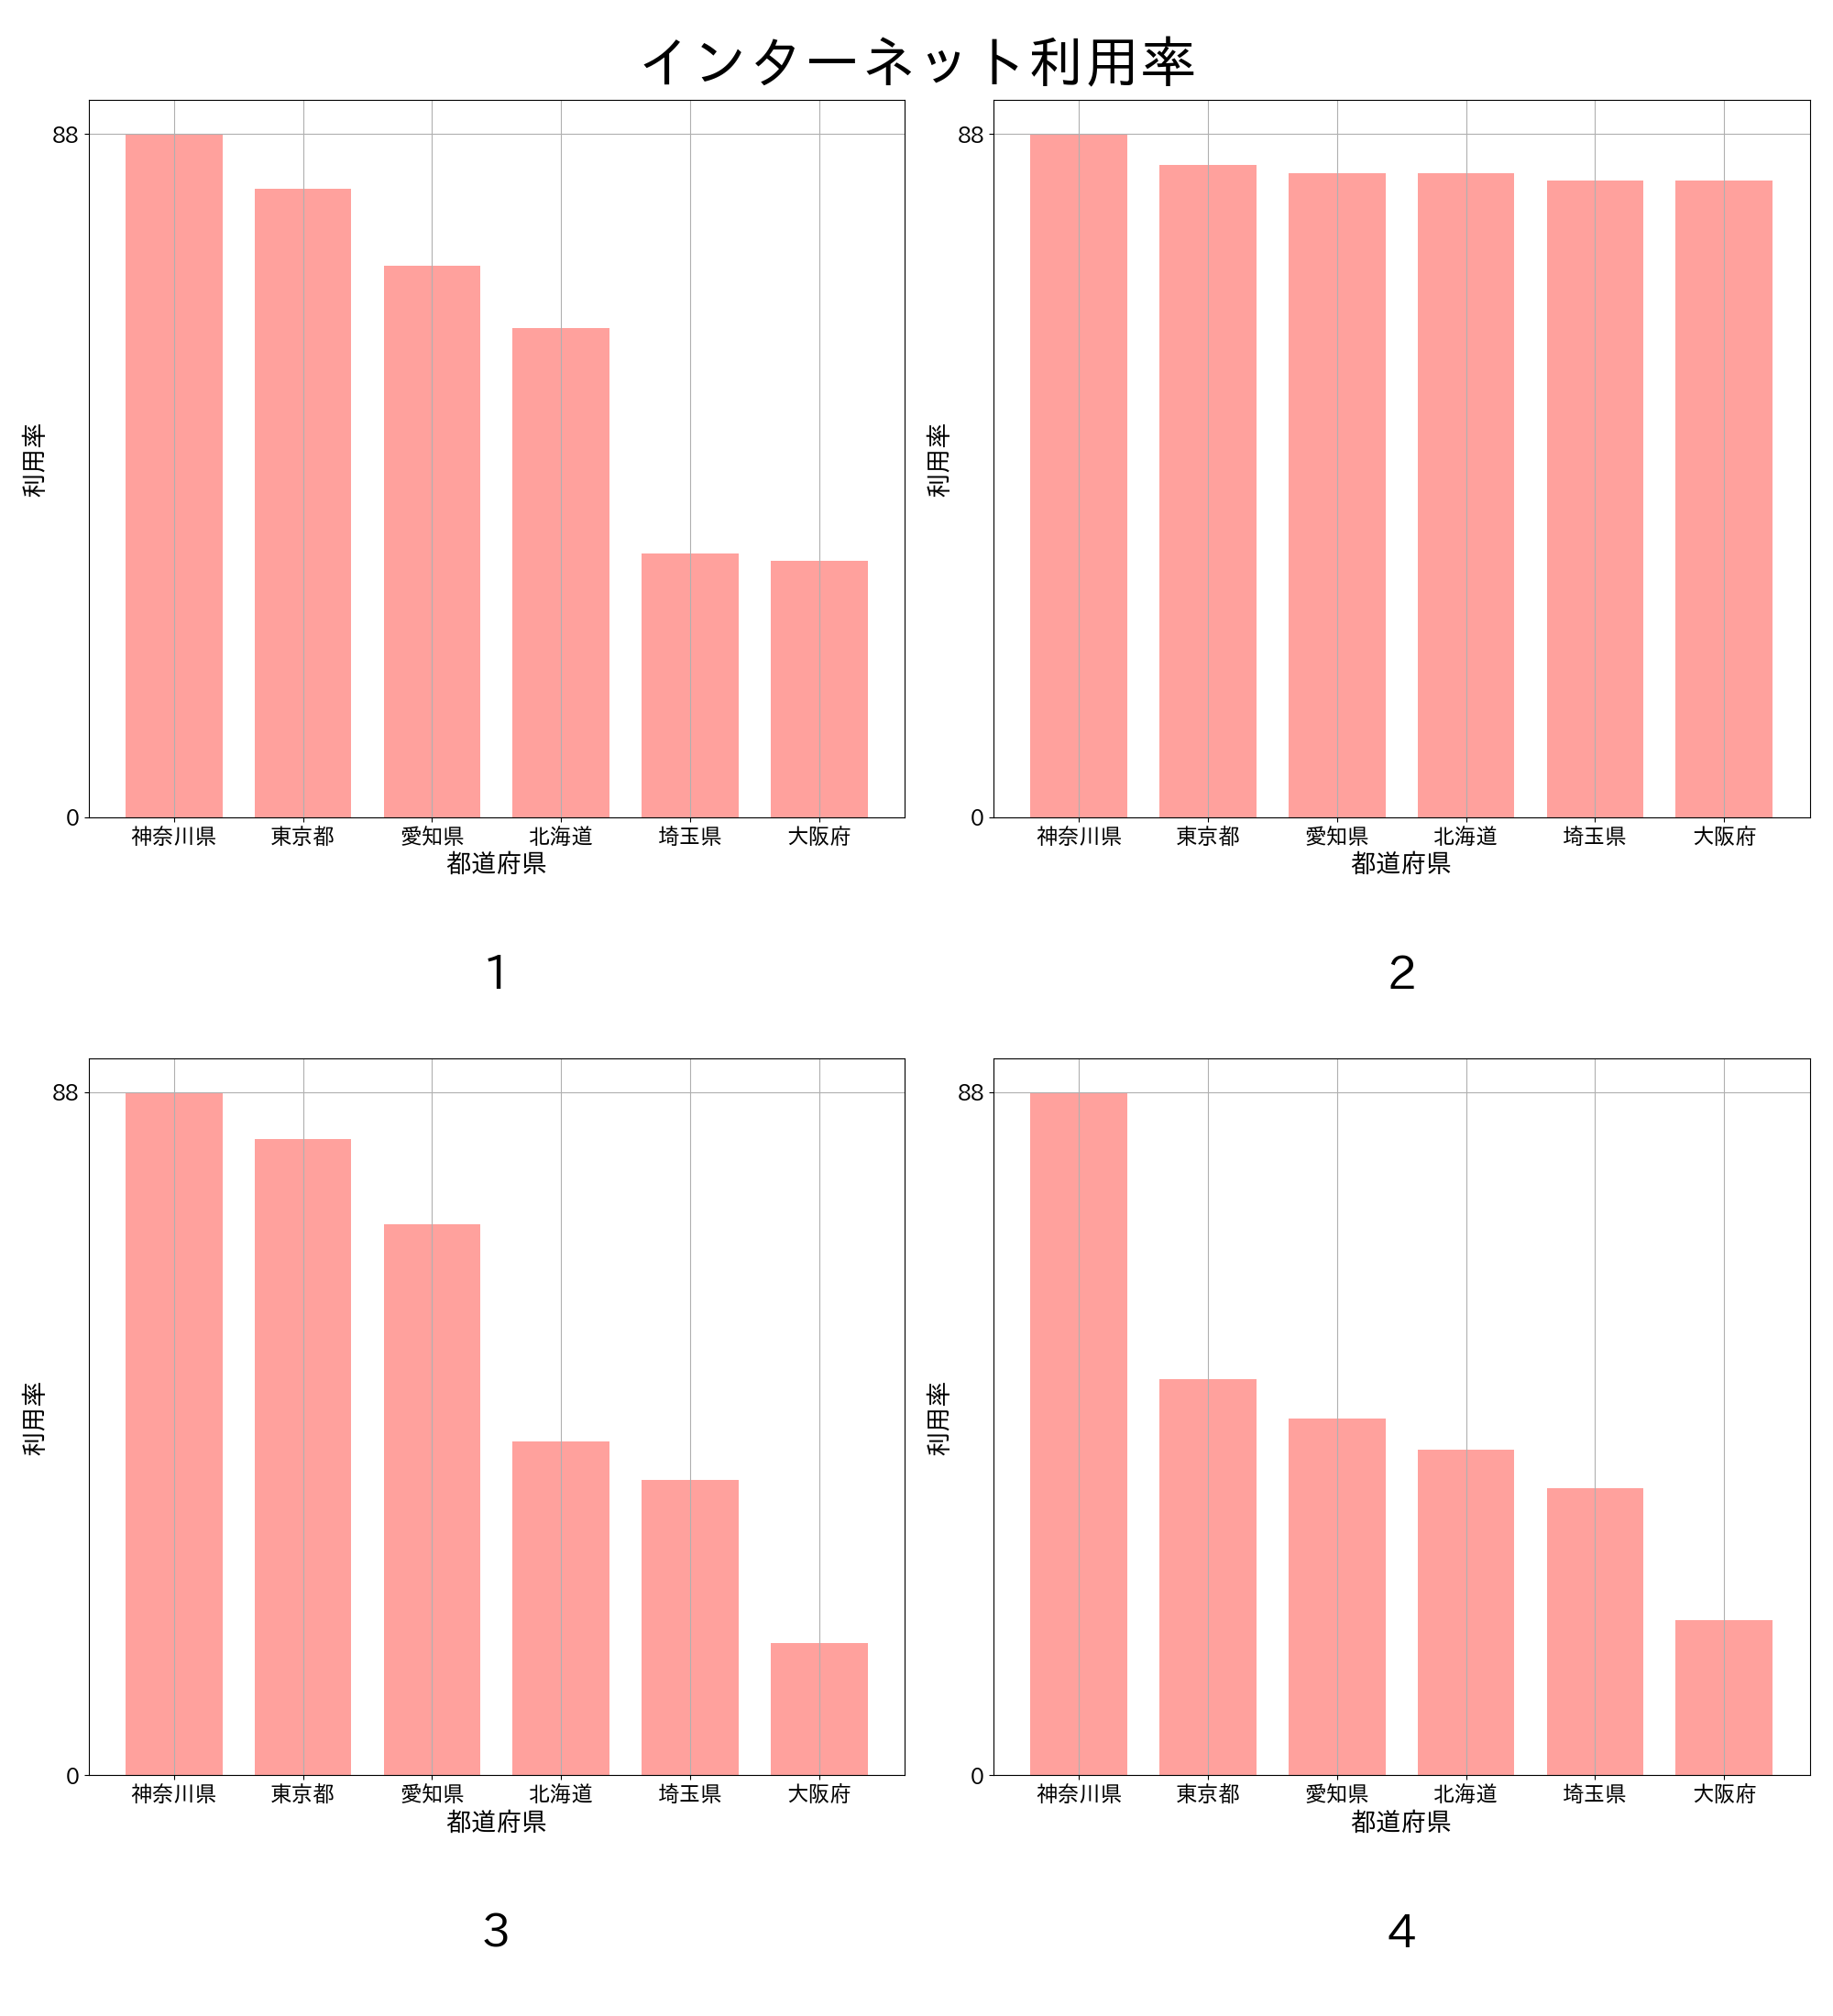 インターネット利用率
88
0
利用率
神奈川県 東京都 愛知県 北海道 埼玉県 大阪府
都道府県
1
88
0
利用率
神奈川県 東京都 愛知県 北海道 埼玉県 大阪府
都道府県
2
88
0
利用率
神奈川県 東京都 愛知県 北海道 埼玉県 大阪府
都道府県
3
88
0
利用率
神奈川県 東京都 愛知県 北海道 埼玉県 大阪府
都道府県
4